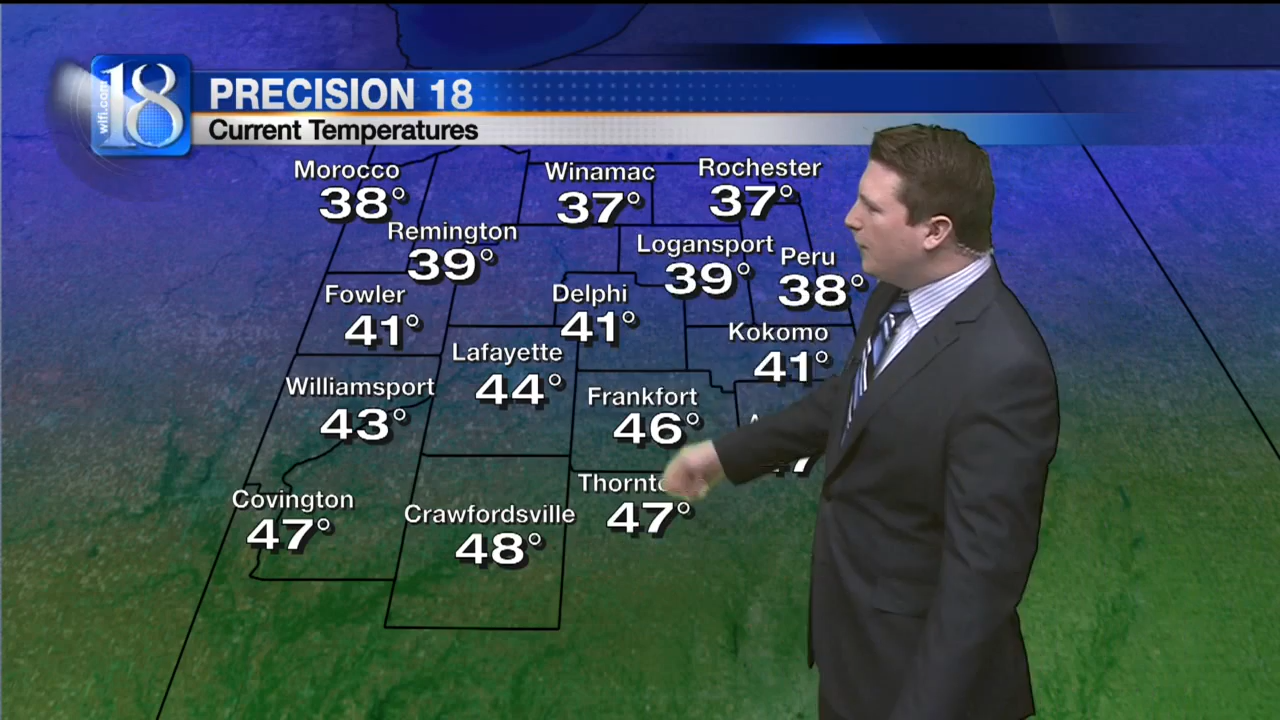 wlfi.com
18
PRECISION 18
Current Temperatures
Morocco
38°
Winamac
37°
Rochester
37°
Remington
39°
Logansport
39°
Peru
38°
Fowler
41°
Delphi
41°
Kokomo
41°
Lafayette
44°
Williamsport
43°
Frankfort
46°
Covington
47°
Crawfordsville
48°
47°